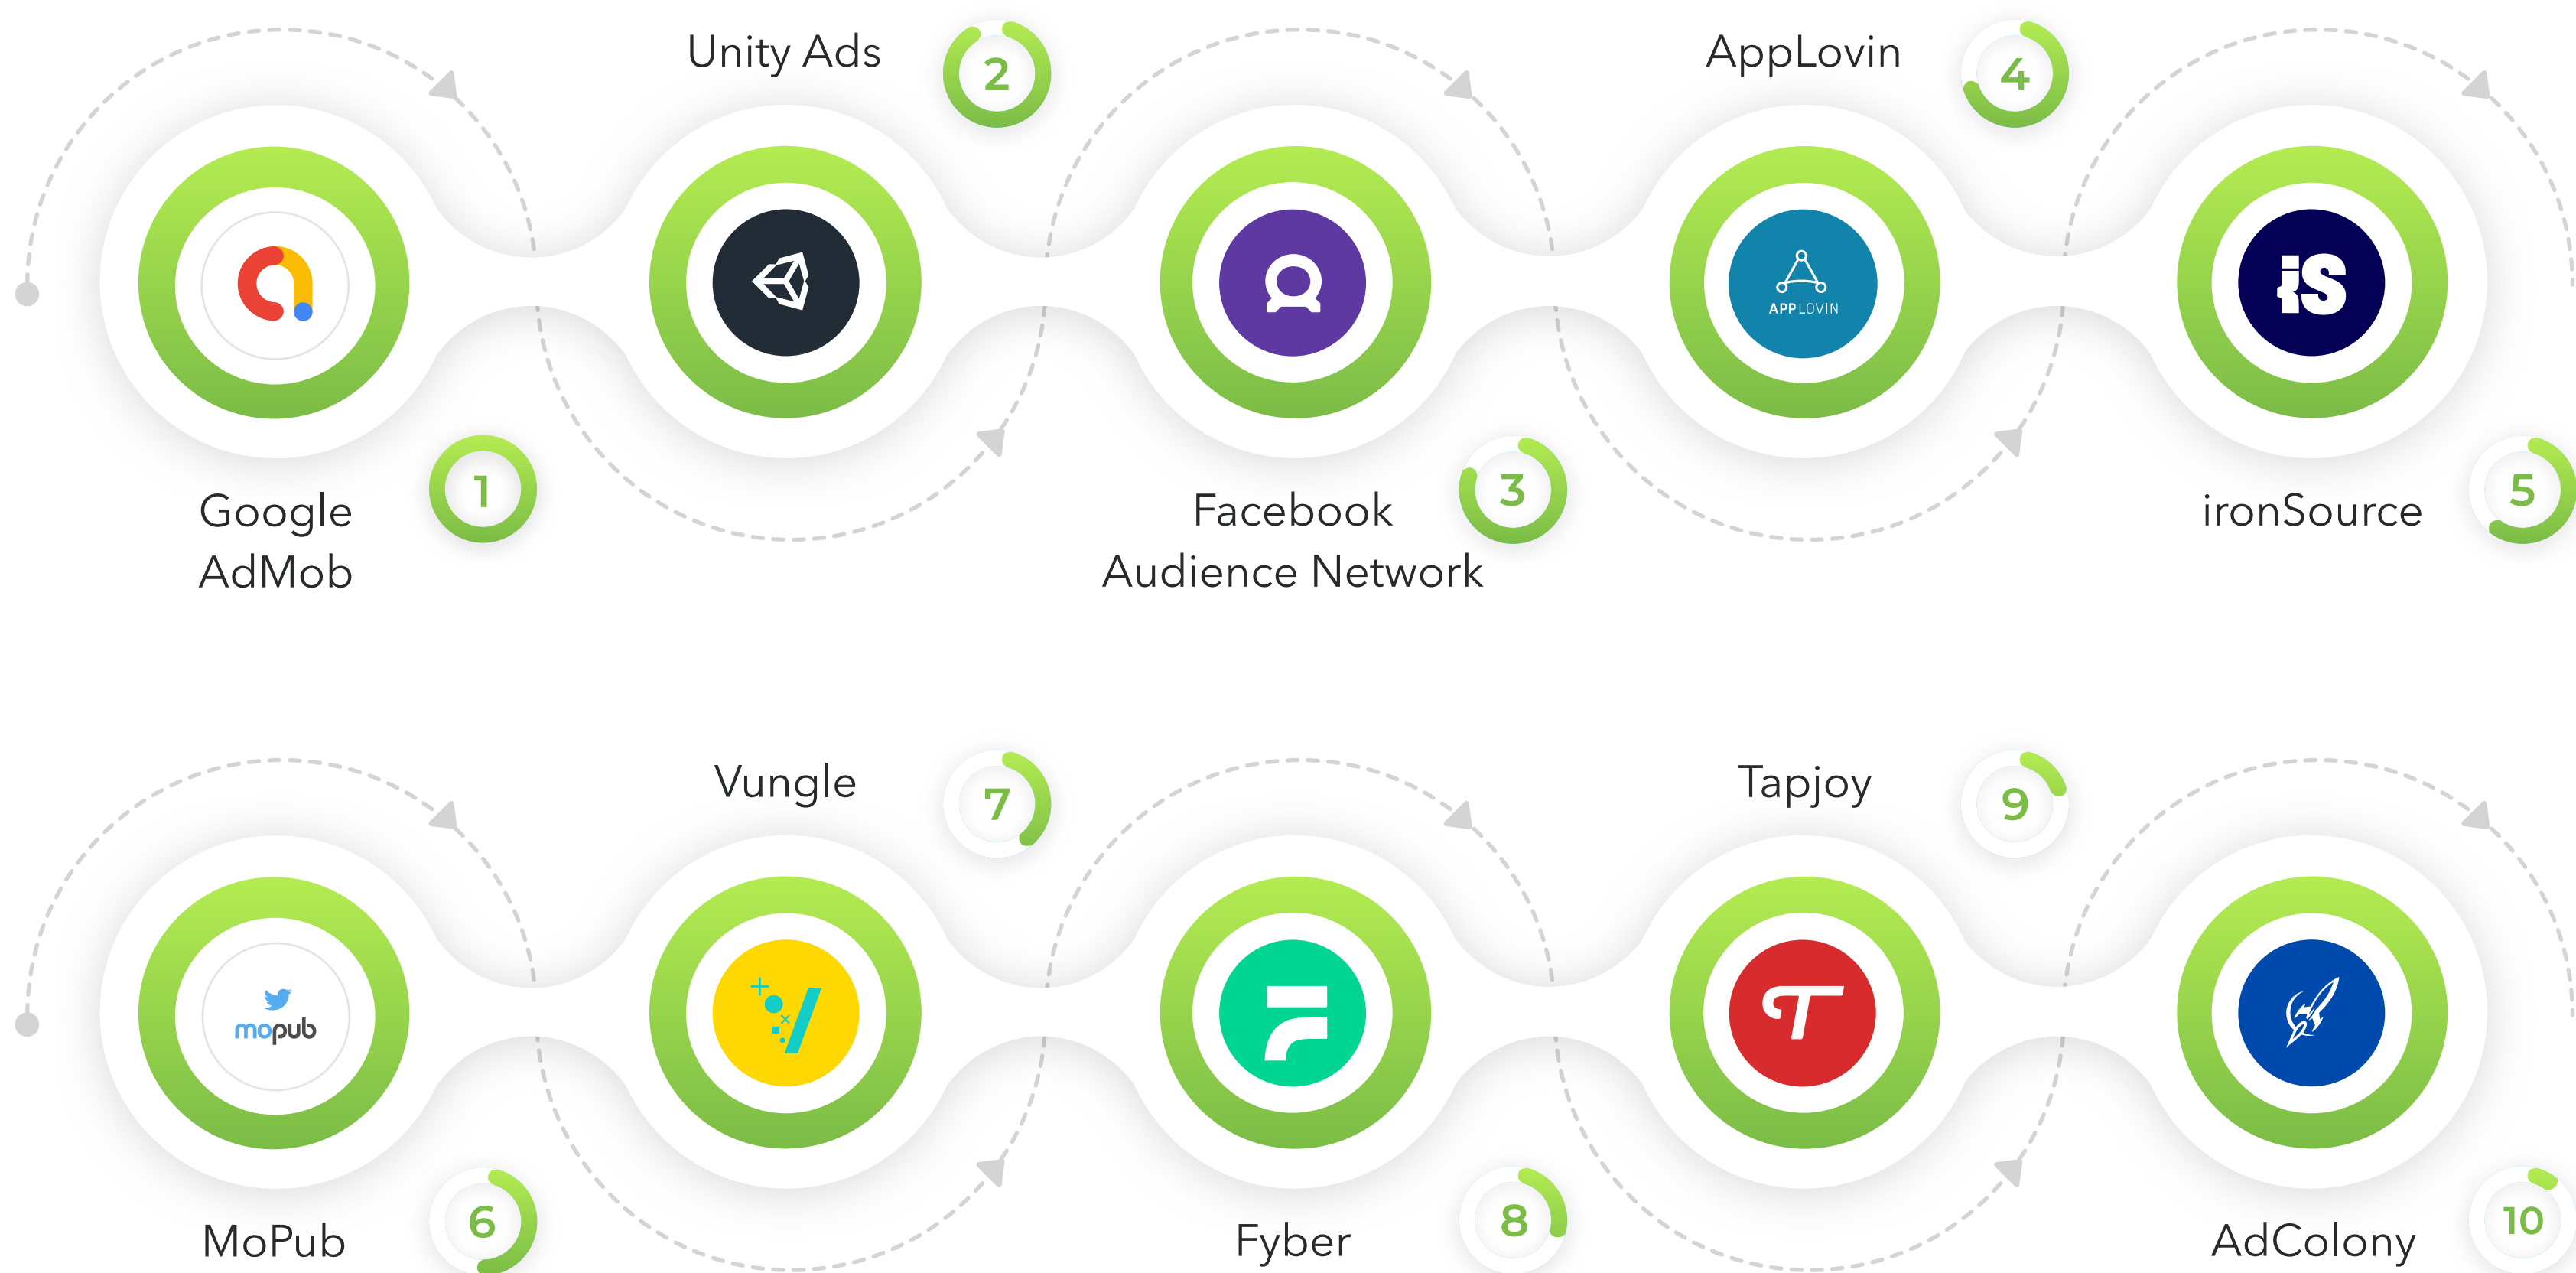 Unity Ads
2
AppLovin
4
APPLOVIN
iS
1
Google
AdMob
3
Facebook
Audience Network
5
ironSource
Vungle
7
Tapjoy
9
mopub
6
MoPub
8
Fyber
10
AdColony